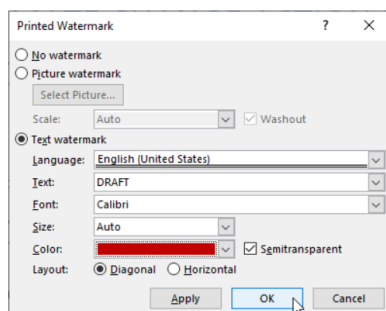 Printed Watermark ? ×
No watermark
Picture watermark
Select Picture...
Scale: Auto Washout
Text watermark
Language: English (United States)
Text: DRAFT
Font: Calibri
Size: Auto
Color: Semitransparent
Layout: Diagonal Horizontal
Apply OK Cancel